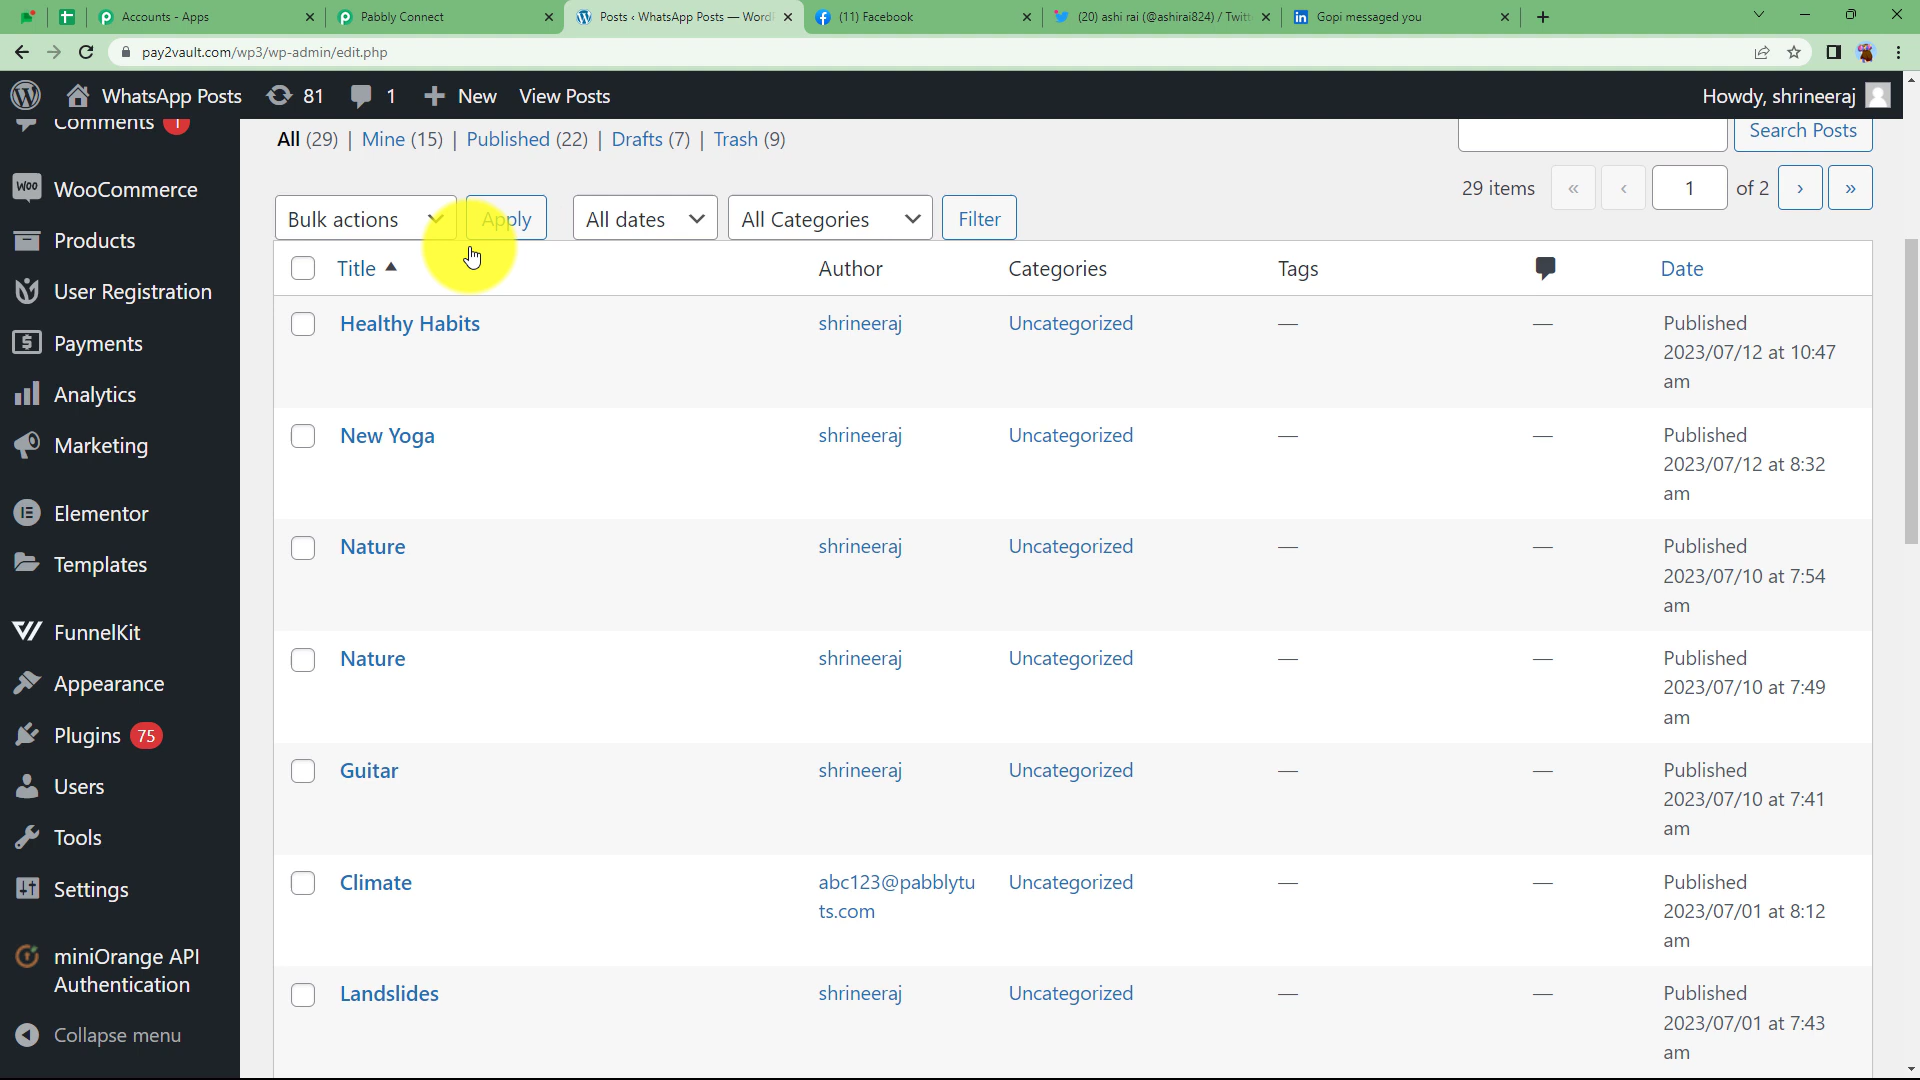 Accounts - Apps
Pabbly Connect
Posts ‹ WhatsApp Posts — Word
(11) Facebook
(20) ashi rai (@ashirai824) / Twitt
Gopi messaged you
pay2vault.com/wp3/wp-admin/edit.php
WhatsApp Posts
81
1
New
View Posts
Howdy, shrineeraj
Comments 1
WooCommerce
Products
User Registration
Payments
Analytics
Marketing
Elementor
Templates
FunnelKit
Appearance
Plugins 75
Users
Tools
Settings
miniOrange API
Authentication
Collapse menu
All (29) | Mine (15) | Published (22) | Drafts (7) | Trash (9)
Search Posts
Bulk actions
Apply
All dates
All Categories
Filter
29 items « ‹ 1 of 2 › »
Title Author Categories Tags Date
Healthy Habits shrineeraj Uncategorized — — Published
2023/07/12 at 10:47
am
New Yoga shrineeraj Uncategorized — — Published
2023/07/12 at 8:32
am
Nature shrineeraj Uncategorized — — Published
2023/07/10 at 7:54
am
Nature shrineeraj Uncategorized — — Published
2023/07/10 at 7:49
am
Guitar shrineeraj Uncategorized — — Published
2023/07/10 at 7:41
am
Climate abc123@pabblytu Uncategorized — — Published
ts.com 2023/07/01 at 8:12
am
Landslides shrineeraj Uncategorized — — Published
2023/07/01 at 7:43
am